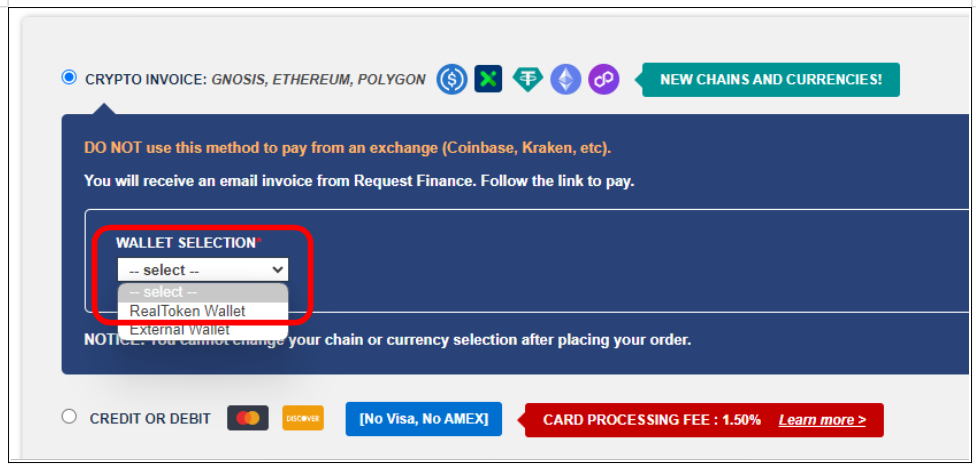 CRYPTO INVOICE: GNOSIS, ETHEREUM, POLYGON NEW CHAINS AND CURRENCIES!
DO NOT use this method to pay from an exchange (Coinbase, Kraken, etc).
You will receive an email invoice from Request Finance. Follow the link to pay.
WALLET SELECTION*
-- select --
-- select --
RealToken Wallet
External Wallet
NOTICE: You cannot change your chain or currency selection after placing your order.
CREDIT OR DEBIT DISCOVER [No Visa, No AMEX] CARD PROCESSING FEE : 1.50% Learn more >